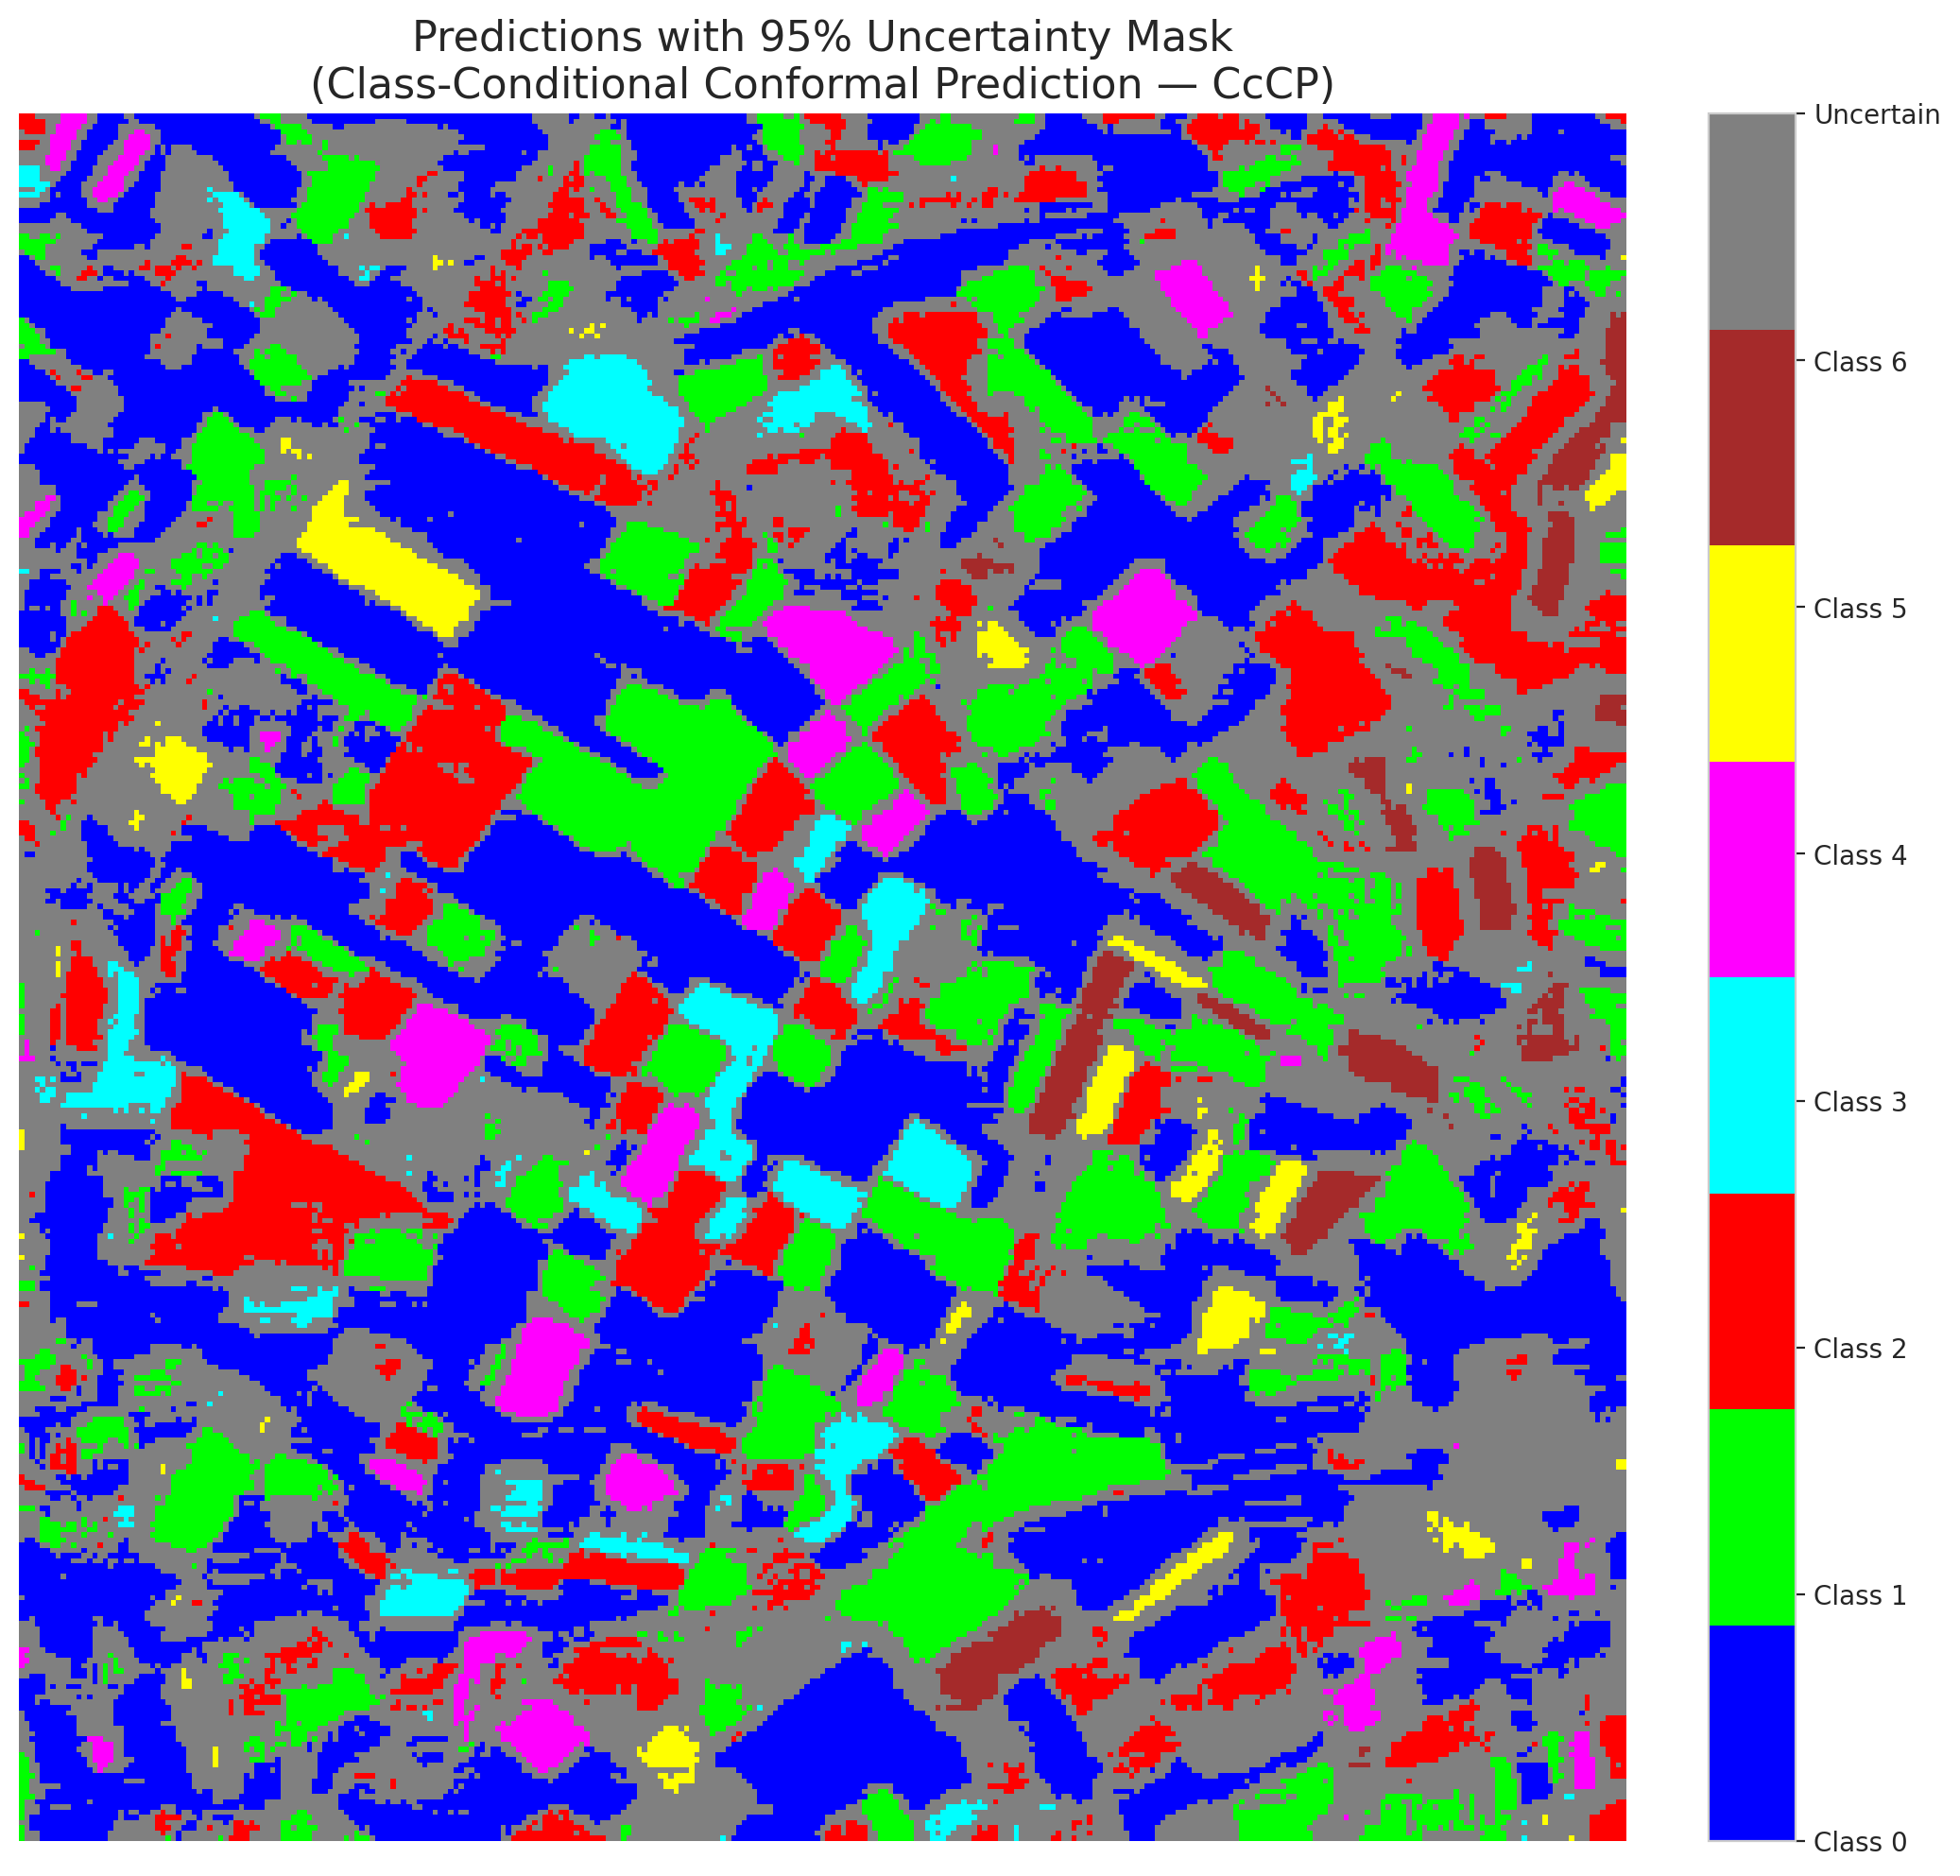 Predictions with 95% Uncertainty Mask
(Class-Conditional Conformal Prediction — CcCP)
Uncertain
Class 6
Class 5
Class 4
Class 3
Class 2
Class 1
Class 0